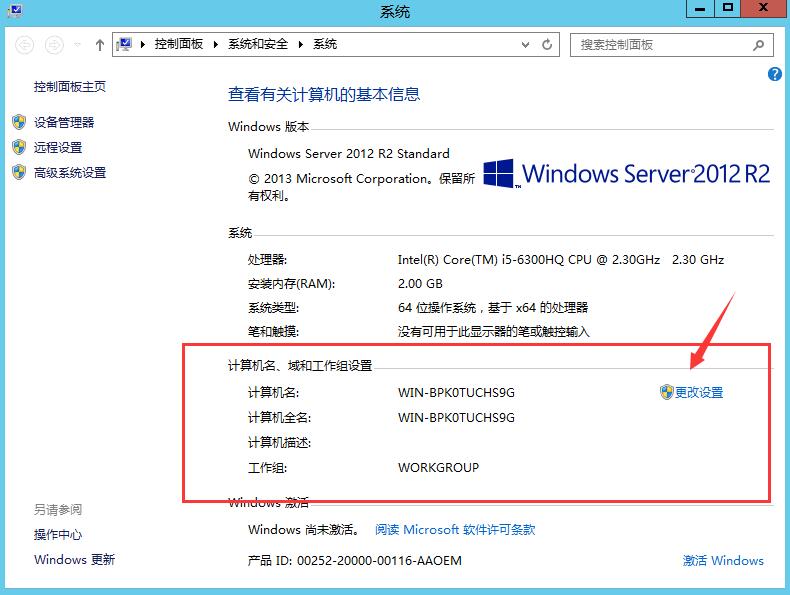 系统
控制面板 系统和安全 系统
搜索控制面板
控制面板主页
设备管理器
远程设置
高级系统设置
查看有关计算机的基本信息
Windows 版本
Windows Server 2012 R2 Standard
© 2013 Microsoft Corporation。保留所
有权利。
Windows Server 2012 R2
系统
处理器: Intel(R) Core(TM) i5-6300HQ CPU @ 2.30GHz 2.30 GHz
安装内存(RAM): 2.00 GB
系统类型: 64 位操作系统，基于 x64 的处理器
笔和触摸: 没有可用于此显示器的笔或触控输入
计算机名、域和工作组设置
计算机名: WIN-BPK0TUCHS9G 更改设置
计算机全名: WIN-BPK0TUCHS9G
计算机描述:
工作组: WORKGROUP
Windows 激活
Windows 尚未激活。 阅读 Microsoft 软件许可条款
产品 ID: 00252-20000-00116-AAOEM 激活 Windows
另请参阅
操作中心
Windows 更新